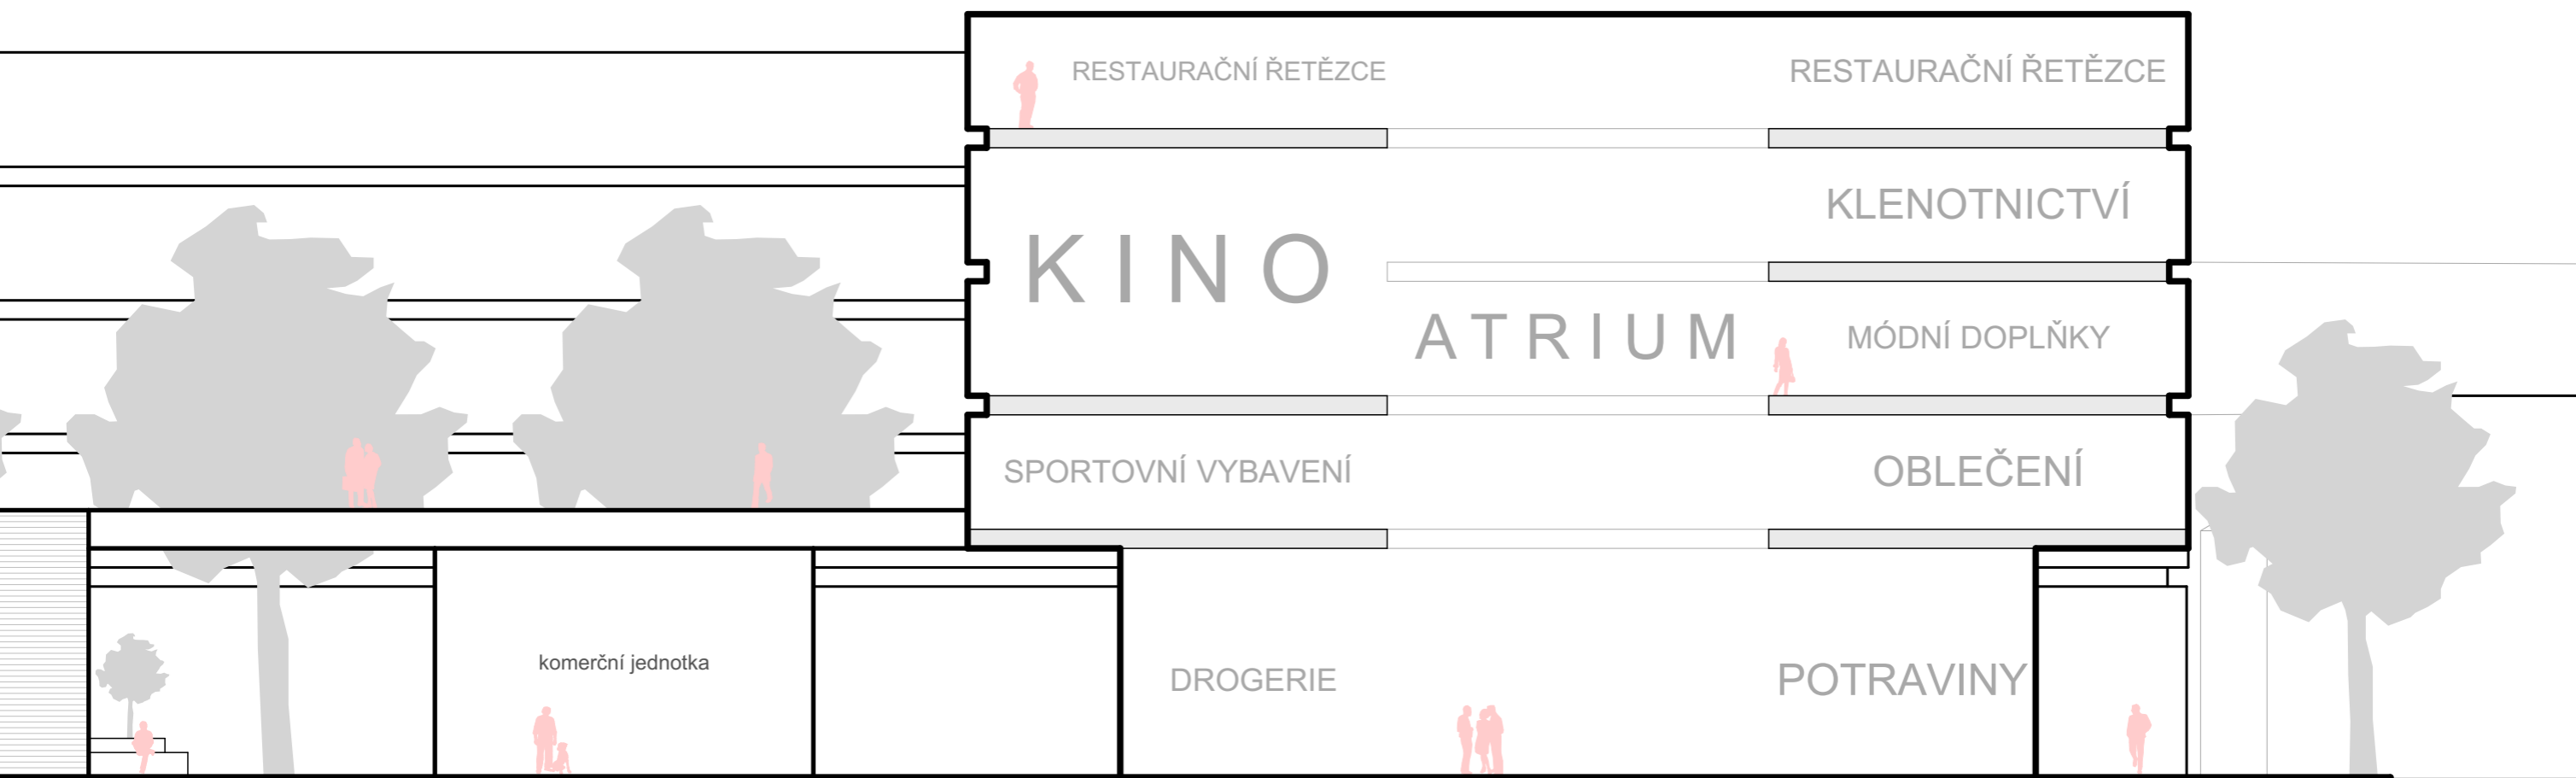 RESTAURAČNÍ ŘETĚZCE
RESTAURAČNÍ ŘETĚZCE
KLENOTNICTVÍ
KINO
ATRIUM
MÓDNÍ DOPLŇKY
SPORTOVNÍ VYBAVENÍ
OBLEČENÍ
komerční jednotka
DROGERIE
POTRAVINY